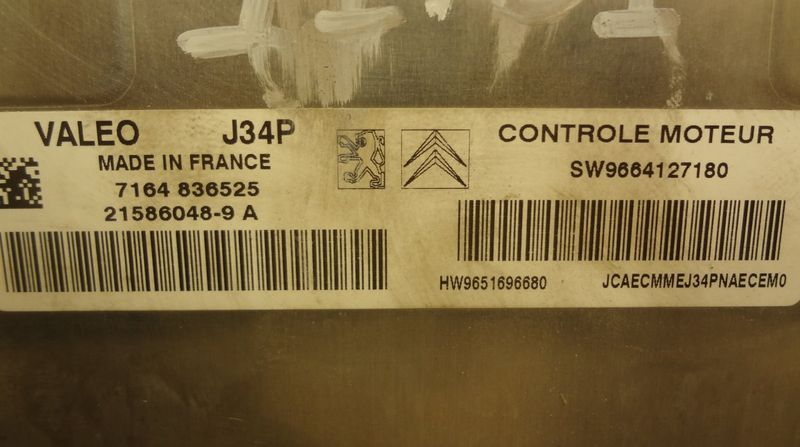 VALEO J34P
MADE IN FRANCE
7164 836525
21586048-9 A
CONTROLE MOTEUR
SW9664127180
HW9651696680 JCAECMMEJ34PNAECEM0